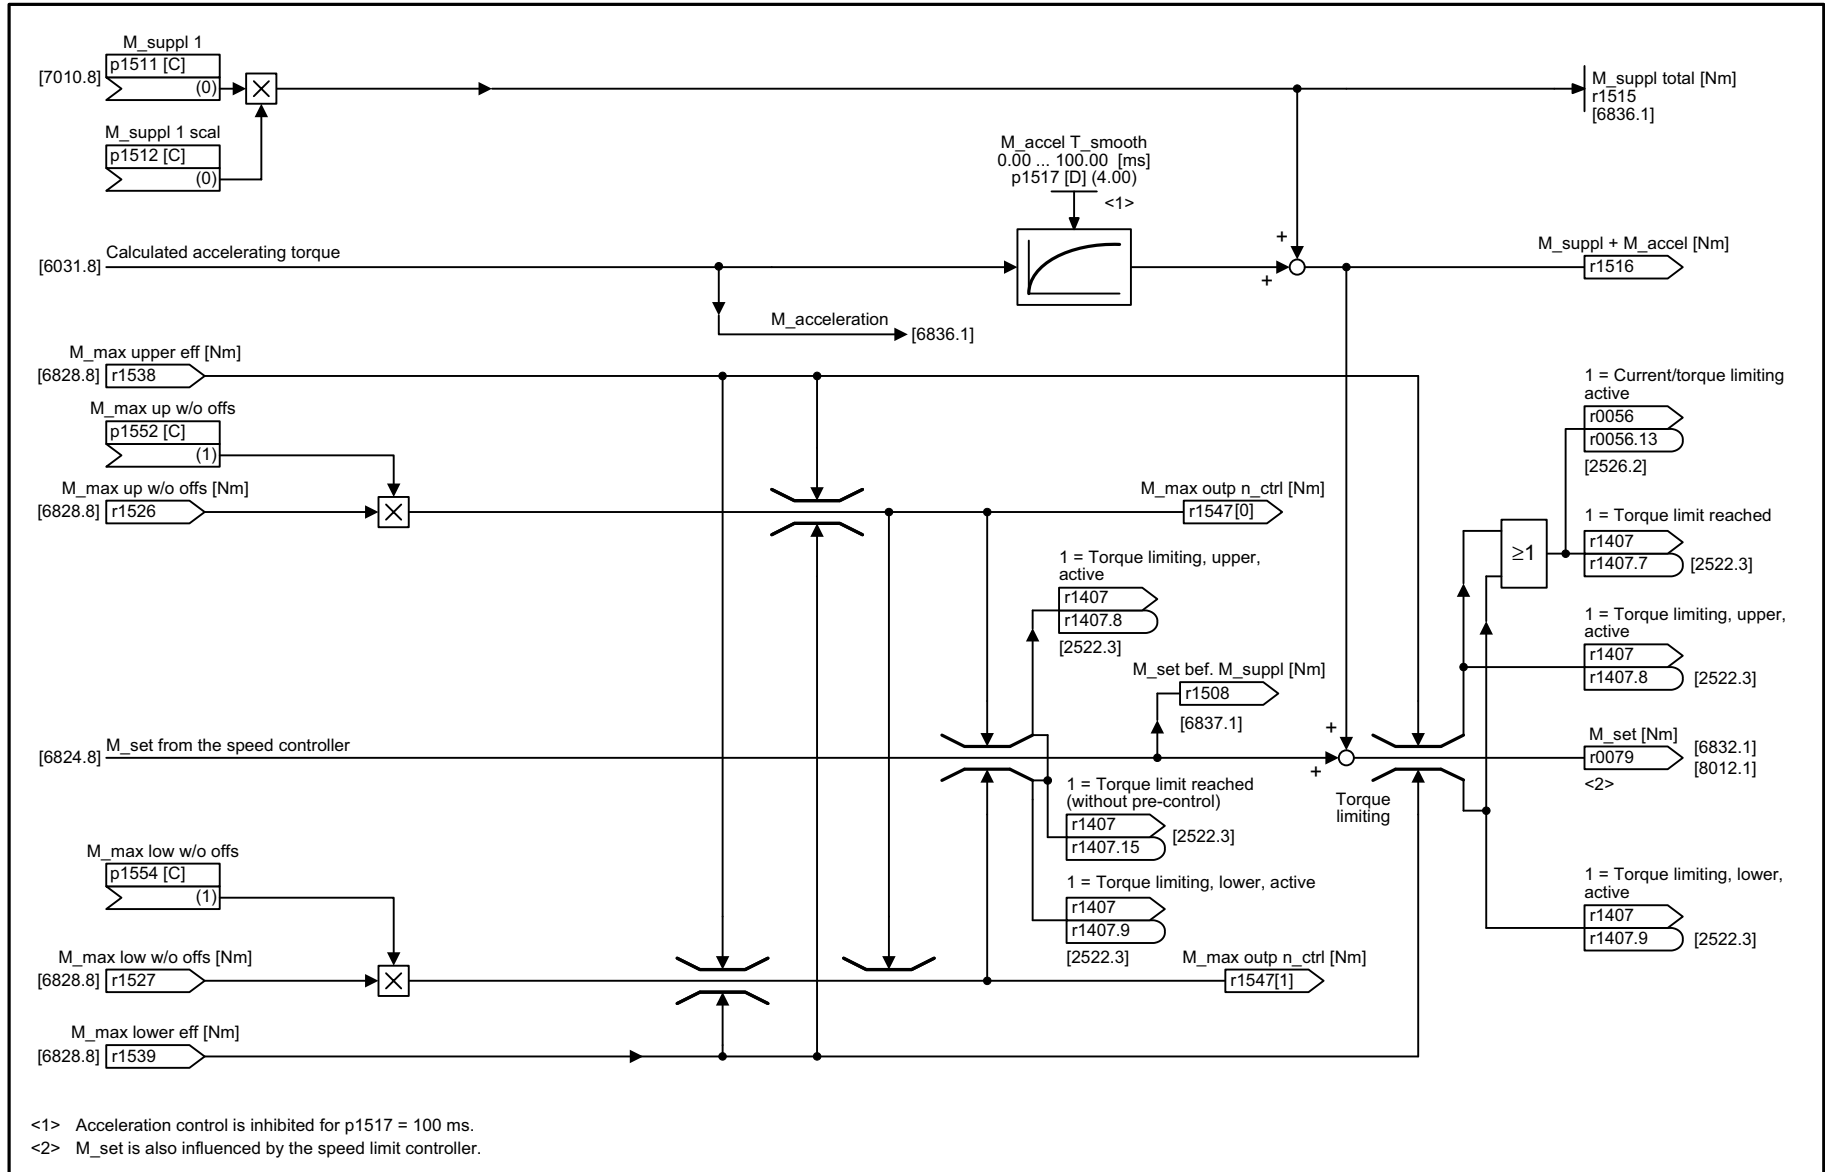 M_suppl 1
[7010.8]
p1511 [C]
(0)
M_suppl 1 scal
p1512 [C]
(0)
M_suppl total [Nm]
r1515
[6836.1]
M_accel T_smooth
0.00 ... 100.00 [ms]
p1517 [D] (4.00)
<1>
[6031.8]
Calculated accelerating torque
+
+
M_suppl + M_accel [Nm]
r1516
M_acceleration
[6836.1]
M_max upper eff [Nm]
[6828.8]
r1538
M_max up w/o offs
p1552 [C]
(1)
M_max up w/o offs [Nm]
[6828.8]
r1526
M_max outp n_ctrl [Nm]
r1547[0]
1 = Current/torque limiting
active
r0056
r0056.13
[2526.2]
≥1
1 = Torque limit reached
r1407
r1407.7
[2522.3]
1 = Torque limiting, upper,
active
r1407
r1407.8
[2522.3]
1 = Torque limiting, upper,
active
r1407
r1407.8
[2522.3]
M_set bef. M_suppl [Nm]
r1508
[6837.1]
[6824.8]
M_set from the speed controller
+
+
Torque
limiting
M_set [Nm]
r0079
<2>
[6832.1]
[8012.1]
1 = Torque limit reached
(without pre-control)
r1407
r1407.15
[2522.3]
M_max low w/o offs
p1554 [C]
(1)
1 = Torque limiting, lower, active
r1407
r1407.9
[2522.3]
1 = Torque limiting, lower,
active
r1407
r1407.9
[2522.3]
M_max low w/o offs [Nm]
[6828.8]
r1527
M_max outp n_ctrl [Nm]
r1547[1]
M_max lower eff [Nm]
[6828.8]
r1539
<1> Acceleration control is inhibited for p1517 = 100 ms.
<2> M_set is also influenced by the speed limit controller.